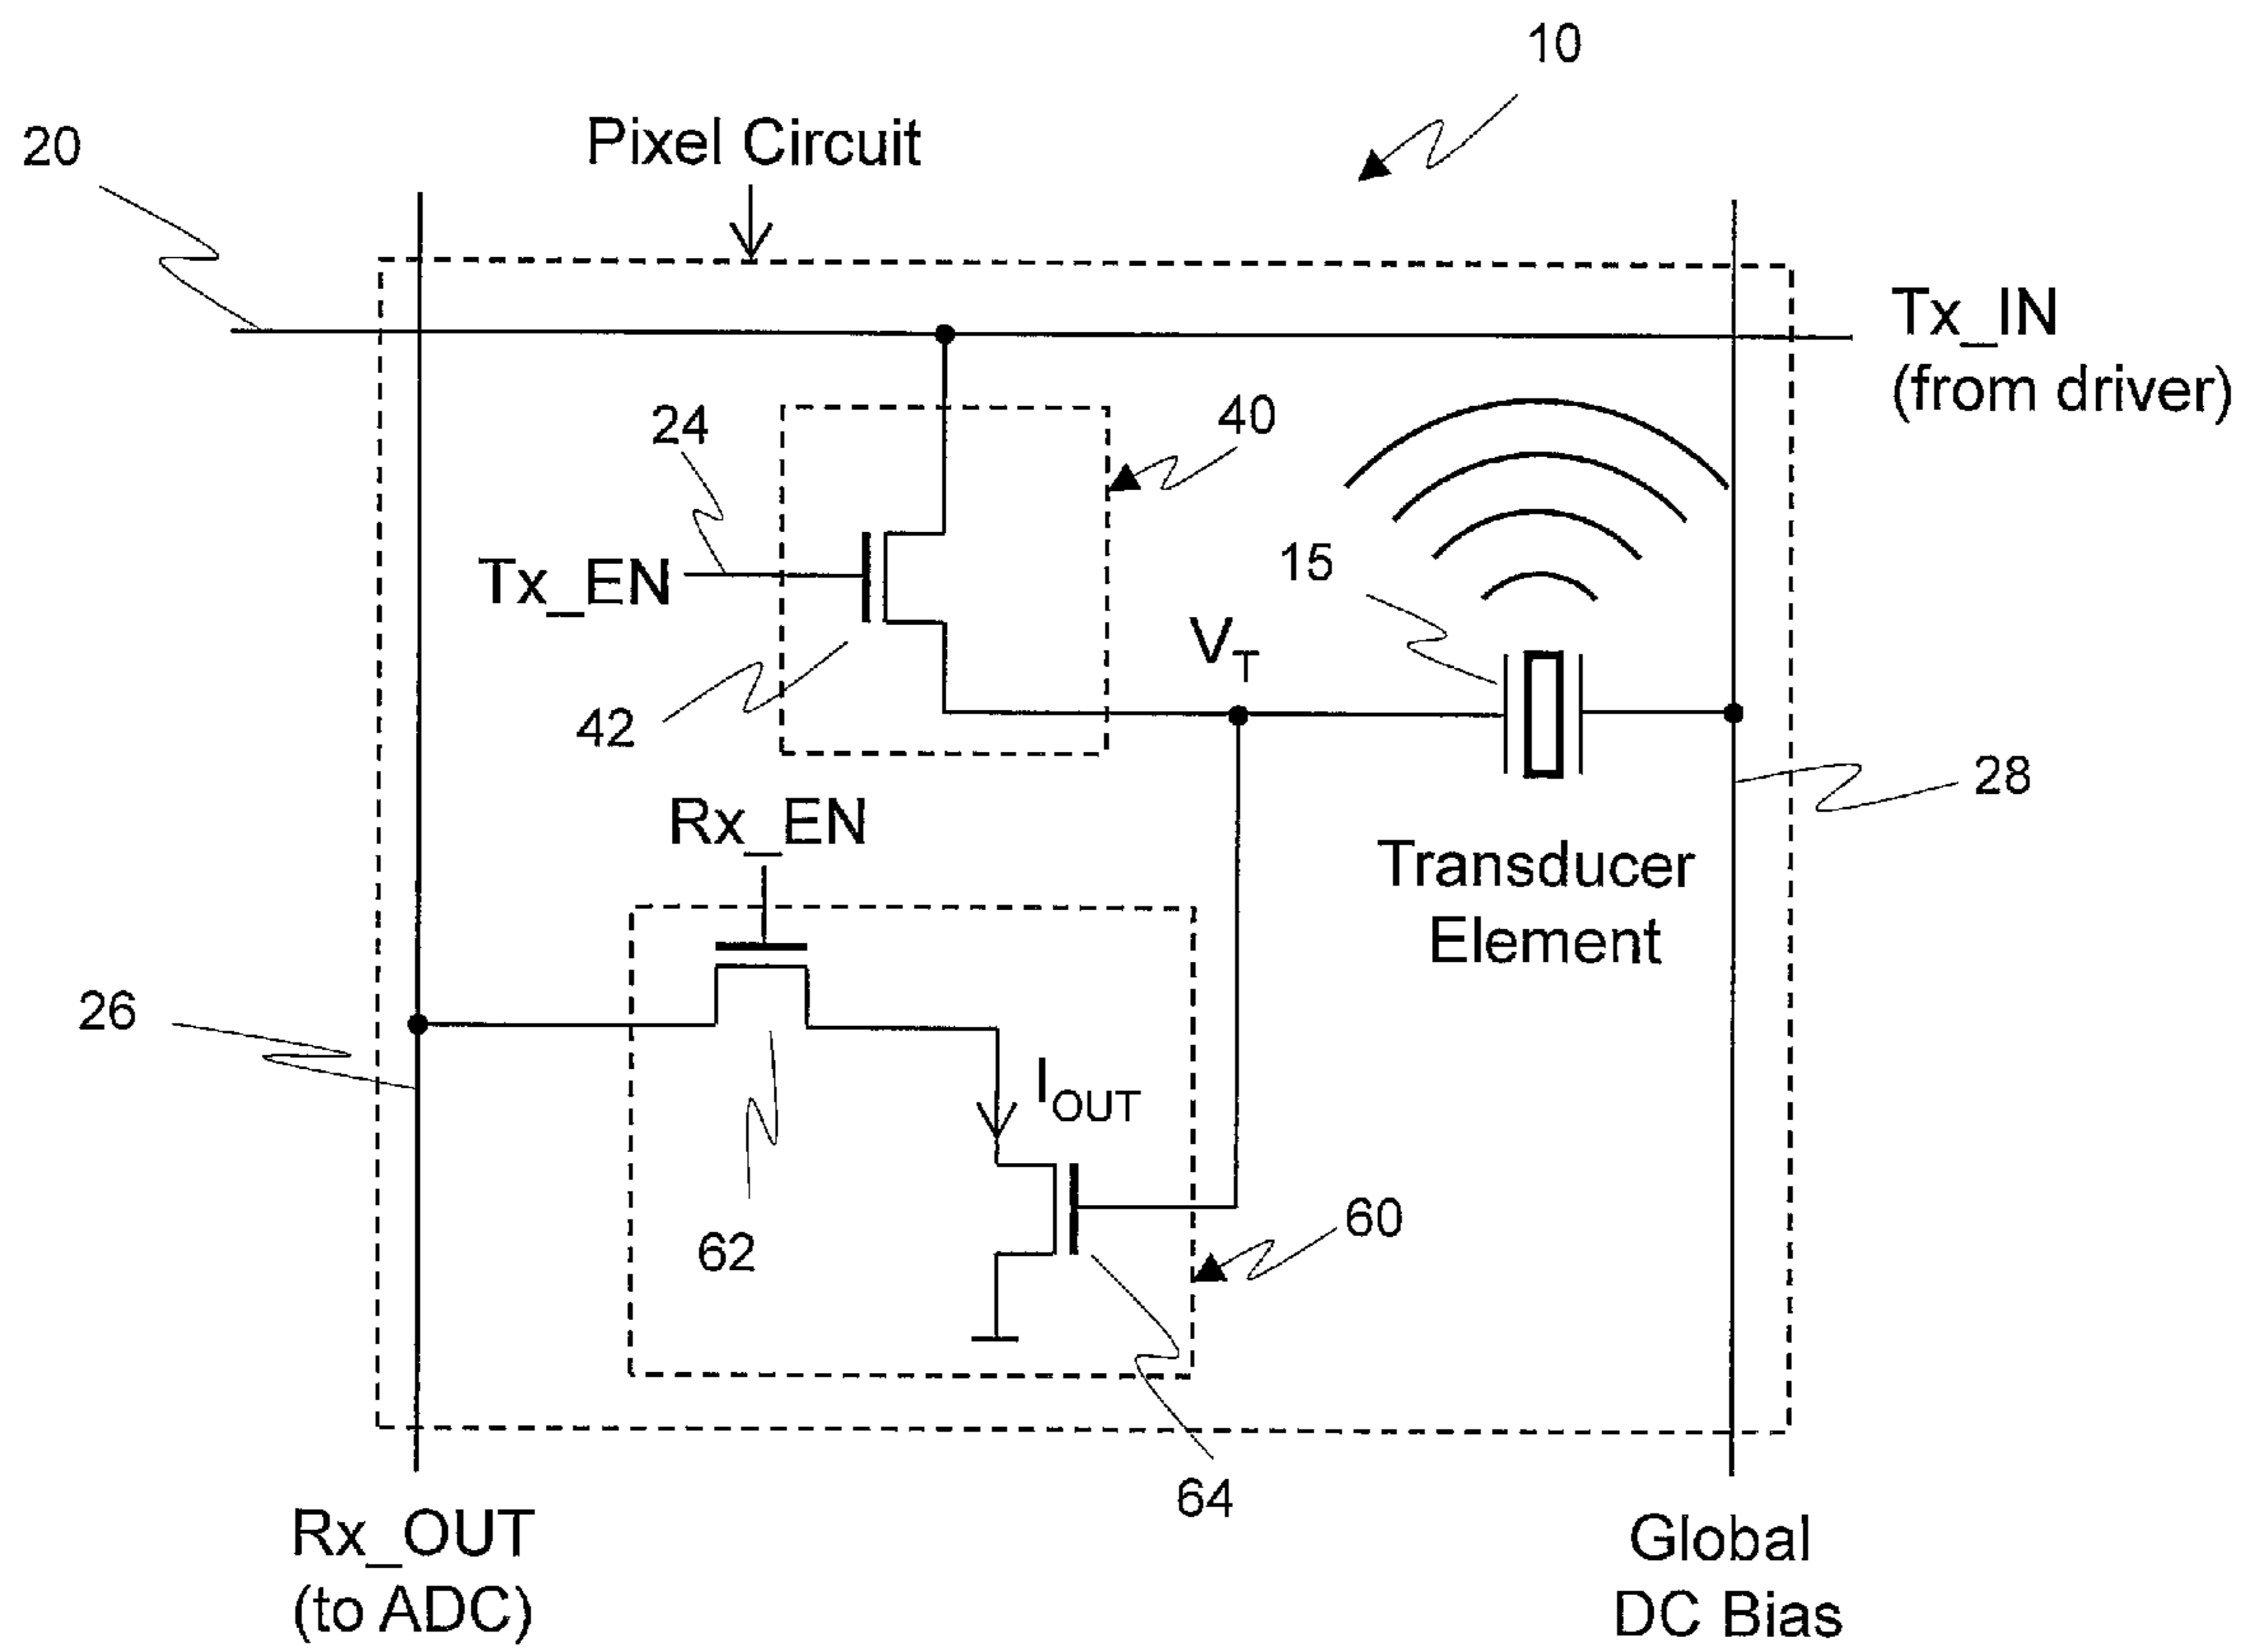 10
20
Pixel Circuit
Tx_IN
(from driver)
24
40
Tx_EN
15
V_T
42
28
Rx_EN
Transducer
Element
26
I_OUT
60
62
64
Rx_OUT
(to ADC)
Global
DC Bias